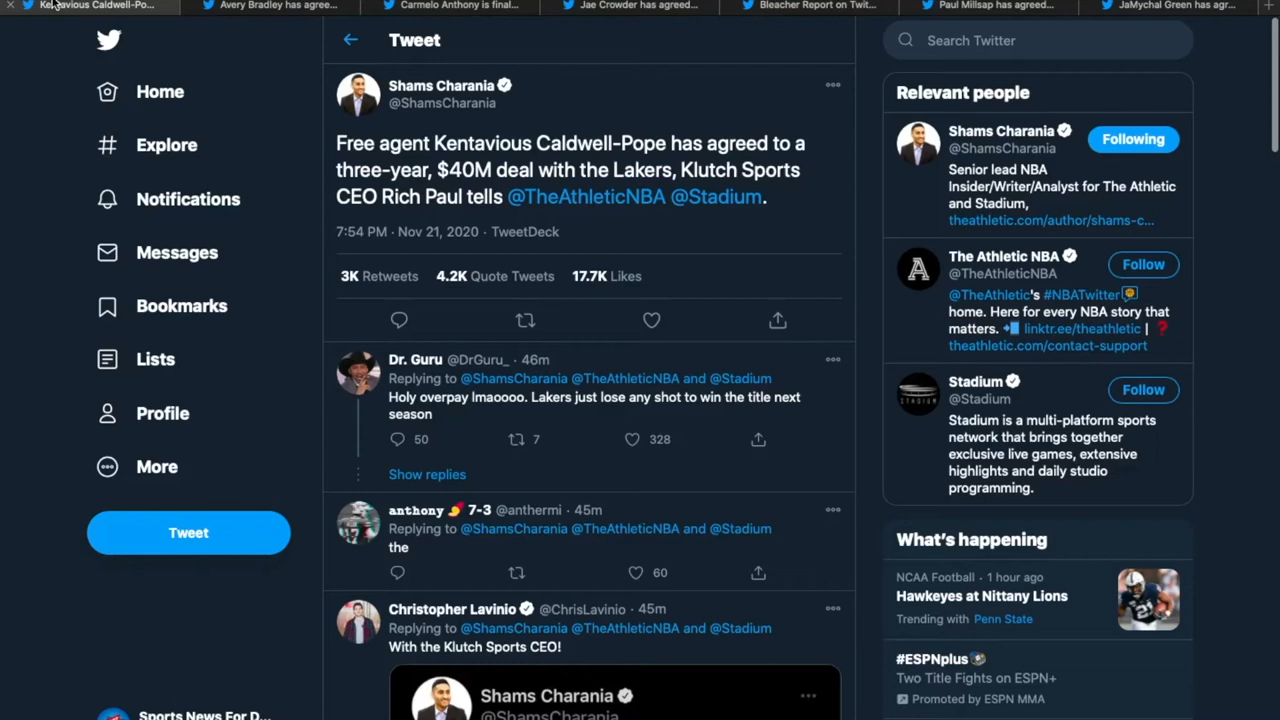 Kentavious Caldwell-Po...
Avery Bradley has agree...
Carmelo Anthony is final...
Jae Crowder has agreed...
Bleacher Report on Twit...
Paul Millsap has agreed...
JaMychal Green has agr...
Home
Explore
Notifications
Messages
Bookmarks
Lists
Profile
More
Tweet
Sports News For D...
Tweet
Shams Charania
@ShamsCharania
Free agent Kentavious Caldwell-Pope has agreed to a
three-year, $40M deal with the Lakers, Klutch Sports
CEO Rich Paul tells @TheAthleticNBA @Stadium.
7:54 PM · Nov 21, 2020 · TweetDeck
3K Retweets 4.2K Quote Tweets 17.7K Likes
Dr. Guru @DrGuru_ · 46m
Replying to @ShamsCharania @TheAthleticNBA and @Stadium
Holy overpay lmaoooo. Lakers just lose any shot to win the title next
season
50 7 328
Show replies
anthony 7-3 @anthermi · 45m
Replying to @ShamsCharania @TheAthleticNBA and @Stadium
the
60
Christopher Lavinio @ChrisLavinio · 45m
Replying to @ShamsCharania @TheAthleticNBA and @Stadium
With the Klutch Sports CEO!
Shams Charania
@ShamsCharania
Search Twitter
Relevant people
Shams Charania
@ShamsCharania
Following
Senior lead NBA
Insider/Writer/Analyst for The Athletic
and Stadium,
theathletic.com/author/shams-c...
The Athletic NBA
@TheAthleticNBA
Follow
@TheAthletic's #NBATwitter
home. Here for every NBA story that
matters. linktr.ee/theathletic |
theathletic.com/contact-support
Stadium
@Stadium
Follow
Stadium is a multi-platform sports
network that brings together
exclusive live games, extensive
highlights and daily studio
programming.
What's happening
NCAA Football · 1 hour ago
Hawkeyes at Nittany Lions
Trending with Penn State
#ESPNplus
Two Title Fights on ESPN+
Promoted by ESPN MMA